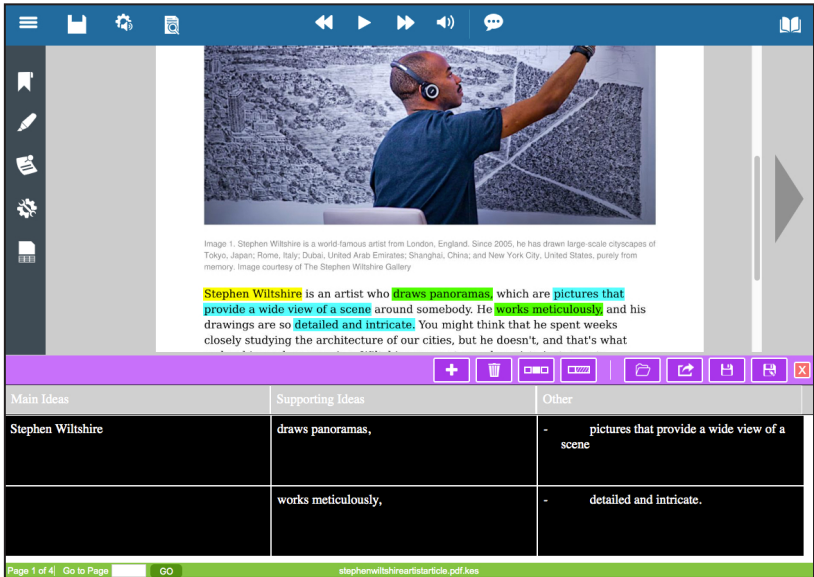 Image 1. Stephen Wiltshire is a world-famous artist from London, England. Since 2005, he has drawn large-scale cityscapes of
Tokyo, Japan; Rome, Italy; Dubai, United Arab Emirates; Shanghai, China; and New York City, United States, purely from
memory. Image courtesy of The Stephen Wiltshire Gallery
Stephen Wiltshire is an artist who draws panoramas, which are pictures that
provide a wide view of a scene around somebody. He works meticulously, and his
drawings are so detailed and intricate. You might think that he spent weeks
closely studying the architecture of our cities, but he doesn't, and that's what
X
Main Ideas Supporting Ideas Other
Stephen Wiltshire draws panoramas, - pictures that provide a wide view of a
scene
works meticulously, - detailed and intricate.
Page 1 of 4 Go to Page GO stephenwiltshireartistarticle.pdf.kes